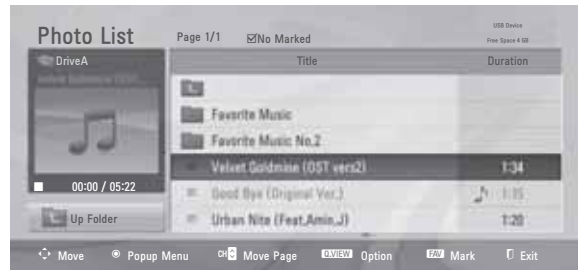 Photo List
Page 1/1 ☑No Marked
USB Device
Free Space 4 GB
DriveA
Title Duration
Favorite Music
Favorite Music No.2
Velvet Goldmine (OST vers2) 1:34
Good Bye (Original Ver.) 1:15
Urban Nite (Feat.Amin.J) 1:20
00:00 / 05:22
Up Folder
Move Popup Menu CH Move Page Q.VIEW Option FAV Mark Exit